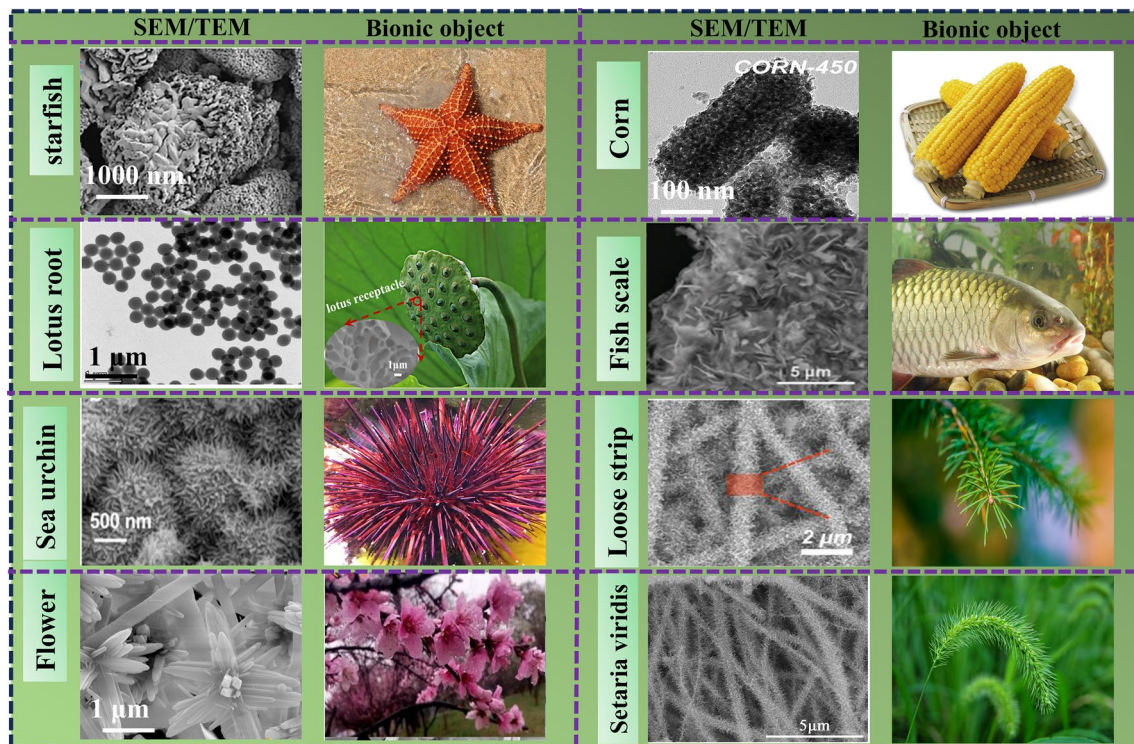 SEM/TEM
Bionic object
SEM/TEM
Bionic object
starfish
1000 nm
Corn
CORN-450
100 nm
Lotus root
1 μm
lotus receptacle
1μm
Fish scale
5 μm
Sea urchin
500 nm
Loose strip
2 μm
Flower
1 μm
Setaria viridis
5μm